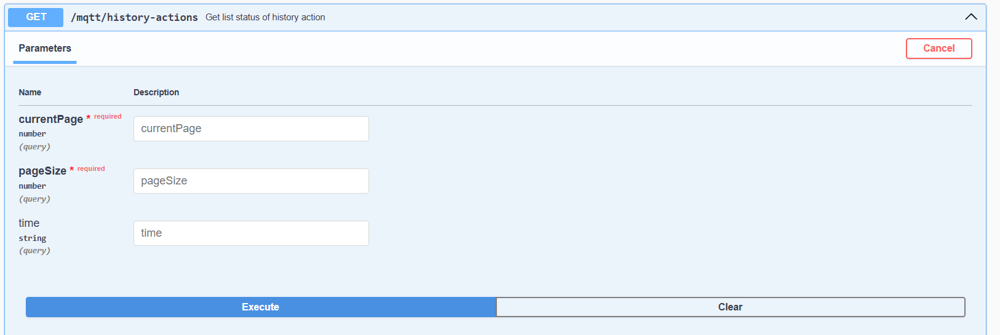 GET /mqtt/history-actions Get list status of history action
Parameters
Cancel
Name Description
currentPage * required
number
(query)
currentPage
pageSize * required
number
(query)
pageSize
time
string
(query)
time
Execute
Clear